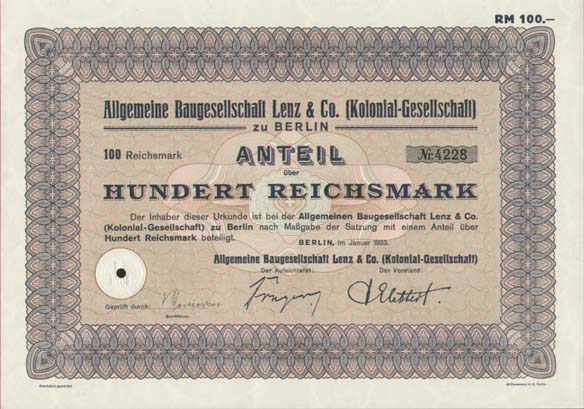 RM 100.—
Allgemeine Baugesellschaft Lenz & Co. (Kolonial-Gesellschaft)
zu BERLIN
100 Reichsmark ANTEIL Nr. 4228
über
HUNDERT REICHSMARK
Der Inhaber dieser Urkunde ist bei der Allgemeinen Baugesellschaft Lenz & Co.
(Kolonial-Gesellschaft) zu Berlin nach Maßgabe der Satzung mit einem Anteil über
Hundert Reichsmark beteiligt.
BERLIN, im Januar 1933.
Allgemeine Baugesellschaft Lenz & Co. (Kolonial-Gesellschaft)
Der Aufsichtsrat: Der Vorstand:
Geprüft durch: